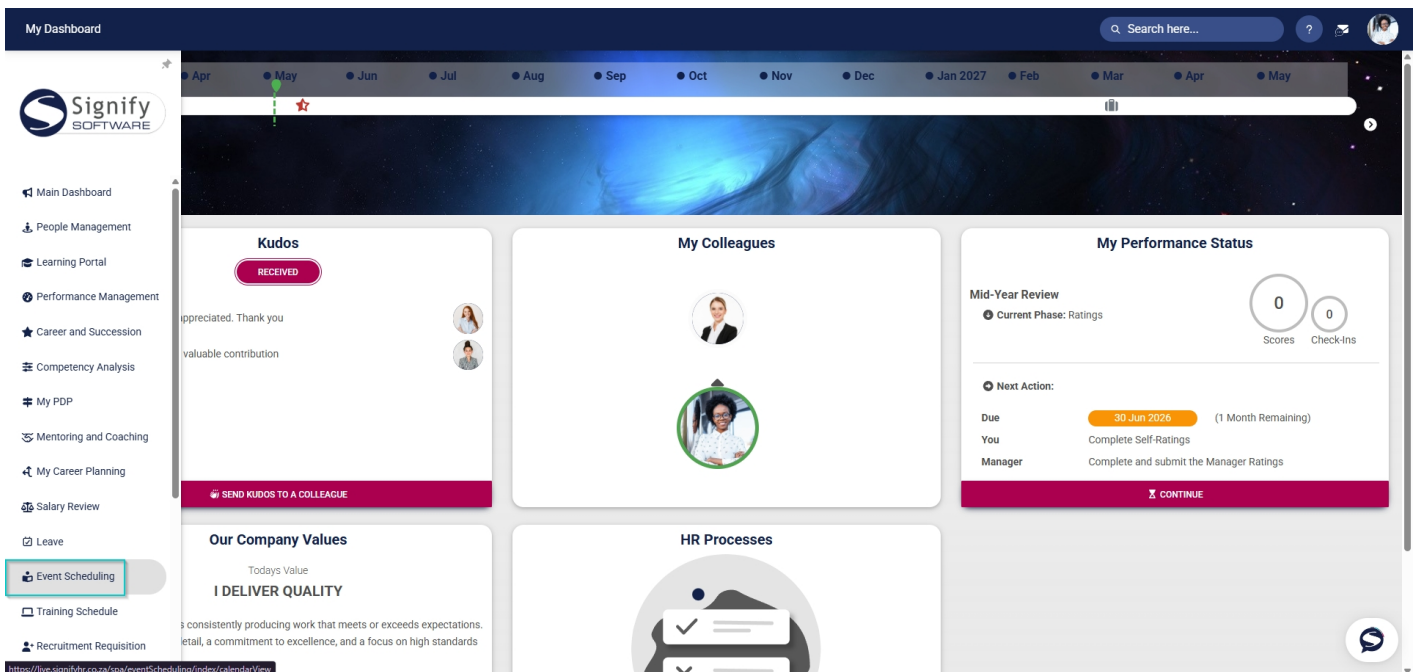 My Dashboard
Search here...
?
Signify
SOFTWARE
Apr
May
Jun
Jul
Aug
Sep
Oct
Nov
Dec
Jan 2027
Feb
Mar
Apr
May
Main Dashboard
People Management
Learning Portal
Performance Management
Career and Succession
Competency Analysis
My PDP
Mentoring and Coaching
My Career Planning
Salary Review
Leave
Event Scheduling
Training Schedule
Recruitment Requisition
https://live.signifyhr.co.za/spa/eventScheduling/index/calendarView
Kudos
RECEIVED
appreciated. Thank you
valuable contribution
SEND KUDOS TO A COLLEAGUE
My Colleagues
My Performance Status
Mid-Year Review
Current Phase: Ratings
0
0
Scores Check-Ins
Next Action:
Due 30 Jun 2026 (1 Month Remaining)
You Complete Self-Ratings
Manager Complete and submit the Manager Ratings
CONTINUE
Our Company Values
Todays Value
I DELIVER QUALITY
consistently producing work that meets or exceeds expectations.
a commitment to excellence, and a focus on high standards
HR Processes